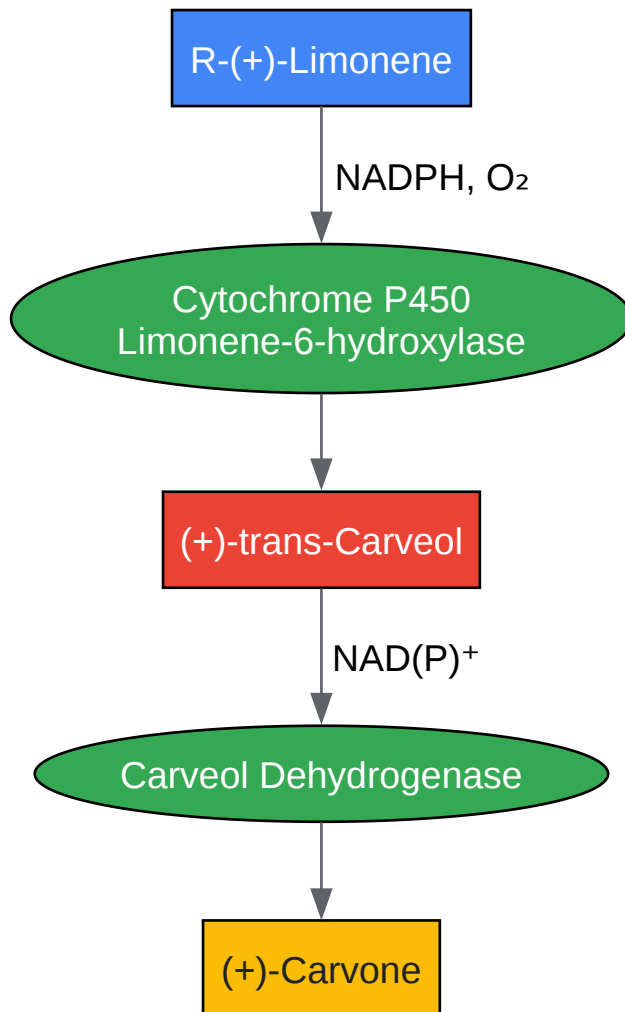 R-(+)-Limonene
NADPH, O₂
Cytochrome P450
Limonene-6-hydroxylase
(+)-trans-Carveol
NAD(P)⁺
Carveol Dehydrogenase
(+)-Carvone